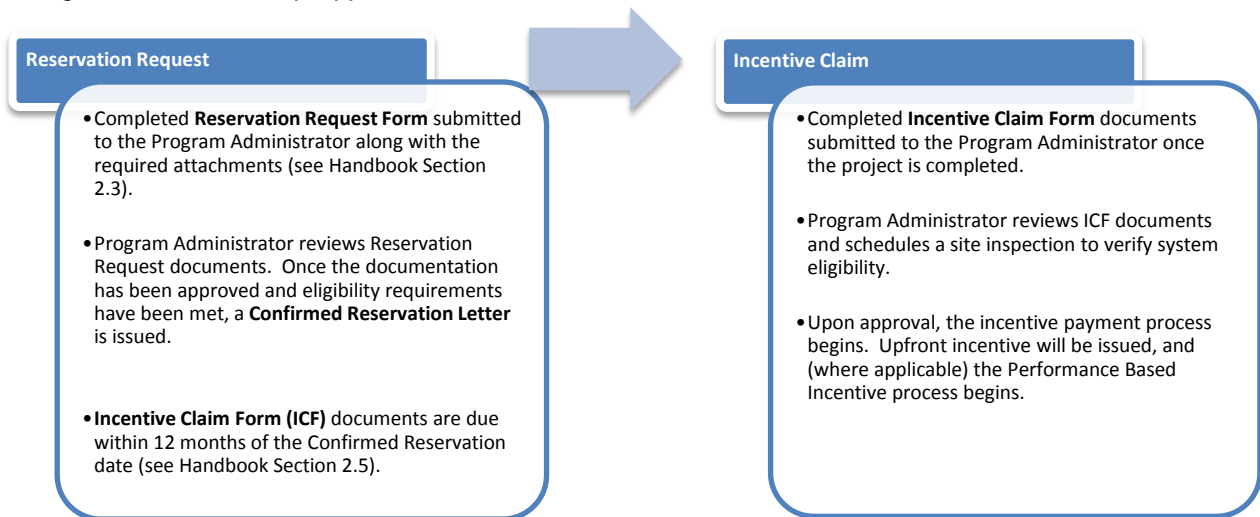 Reservation Request
•Completed Reservation Request Form submitted
to the Program Administrator along with the
required attachments (see Handbook Section
2.3).
•Program Administrator reviews Reservation
Request documents.  Once the documentation
has been approved and eligibility requirements
have been met, a Confirmed Reservation Letter
is issued.
•Incentive Claim Form (ICF) documents are due
within 12 months of the Confirmed Reservation
date (see Handbook Section 2.5).
Incentive Claim
•Completed Incentive Claim Form documents
submitted to the Program Administrator once
the project is completed.
•Program Administrator reviews ICF documents
and schedules a site inspection to verify system
eligibility.
•Upon approval, the incentive payment process
begins.  Upfront incentive will be issued, and
(where applicable) the Performance Based
Incentive process begins.